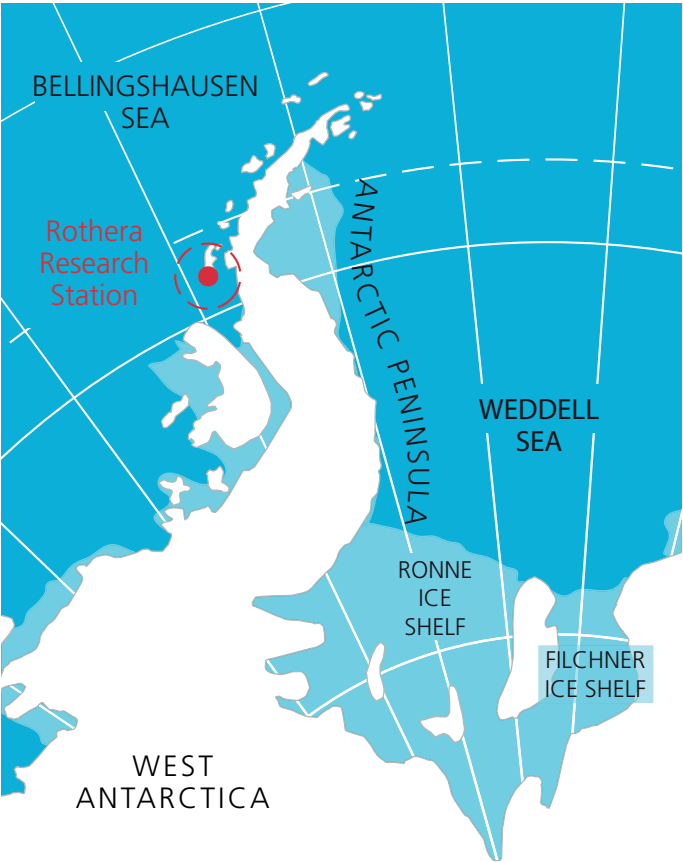 BELLINGSHAUSEN
SEA
Rothera
Research
Station
ANTARCTIC PENINSULA
WEDDELL
SEA
RONNE
ICE
SHELF
FILCHNER
ICE SHELF
WEST
ANTARCTICA